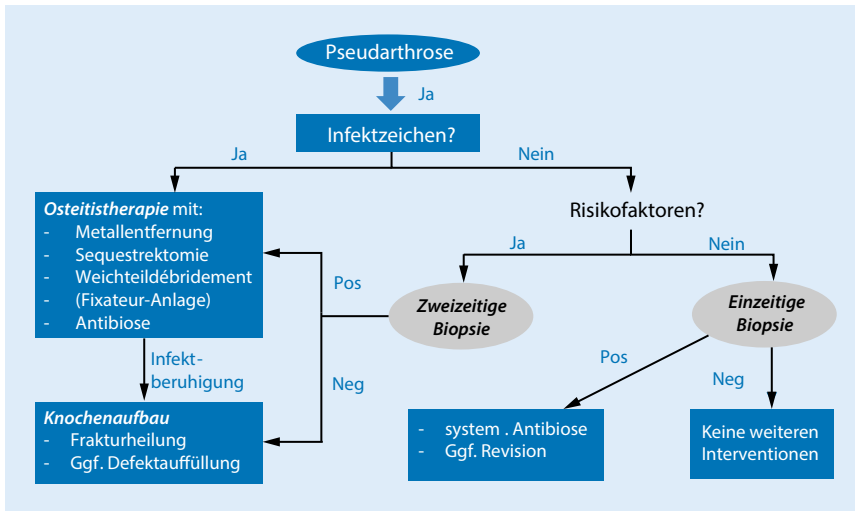 Pseudarthrose
Ja
Infektzeichen?
Ja
Nein
Osteitistherapie mit:
- Metallentfernung
- Sequestrektomie
- Weichteildébridement
- (Fixateur-Anlage)
- Antibiose
Risikofaktoren?
Ja
Nein
Pos
Zweizeitige
Biopsie
Einzeitige
Biopsie
Infekt-
beruhigung
Neg
Pos
Neg
Knochenaufbau
- Frakturheilung
- Ggf. Defektauffüllung
- system . Antibiose
- Ggf. Revision
Keine weiteren
Interventionen